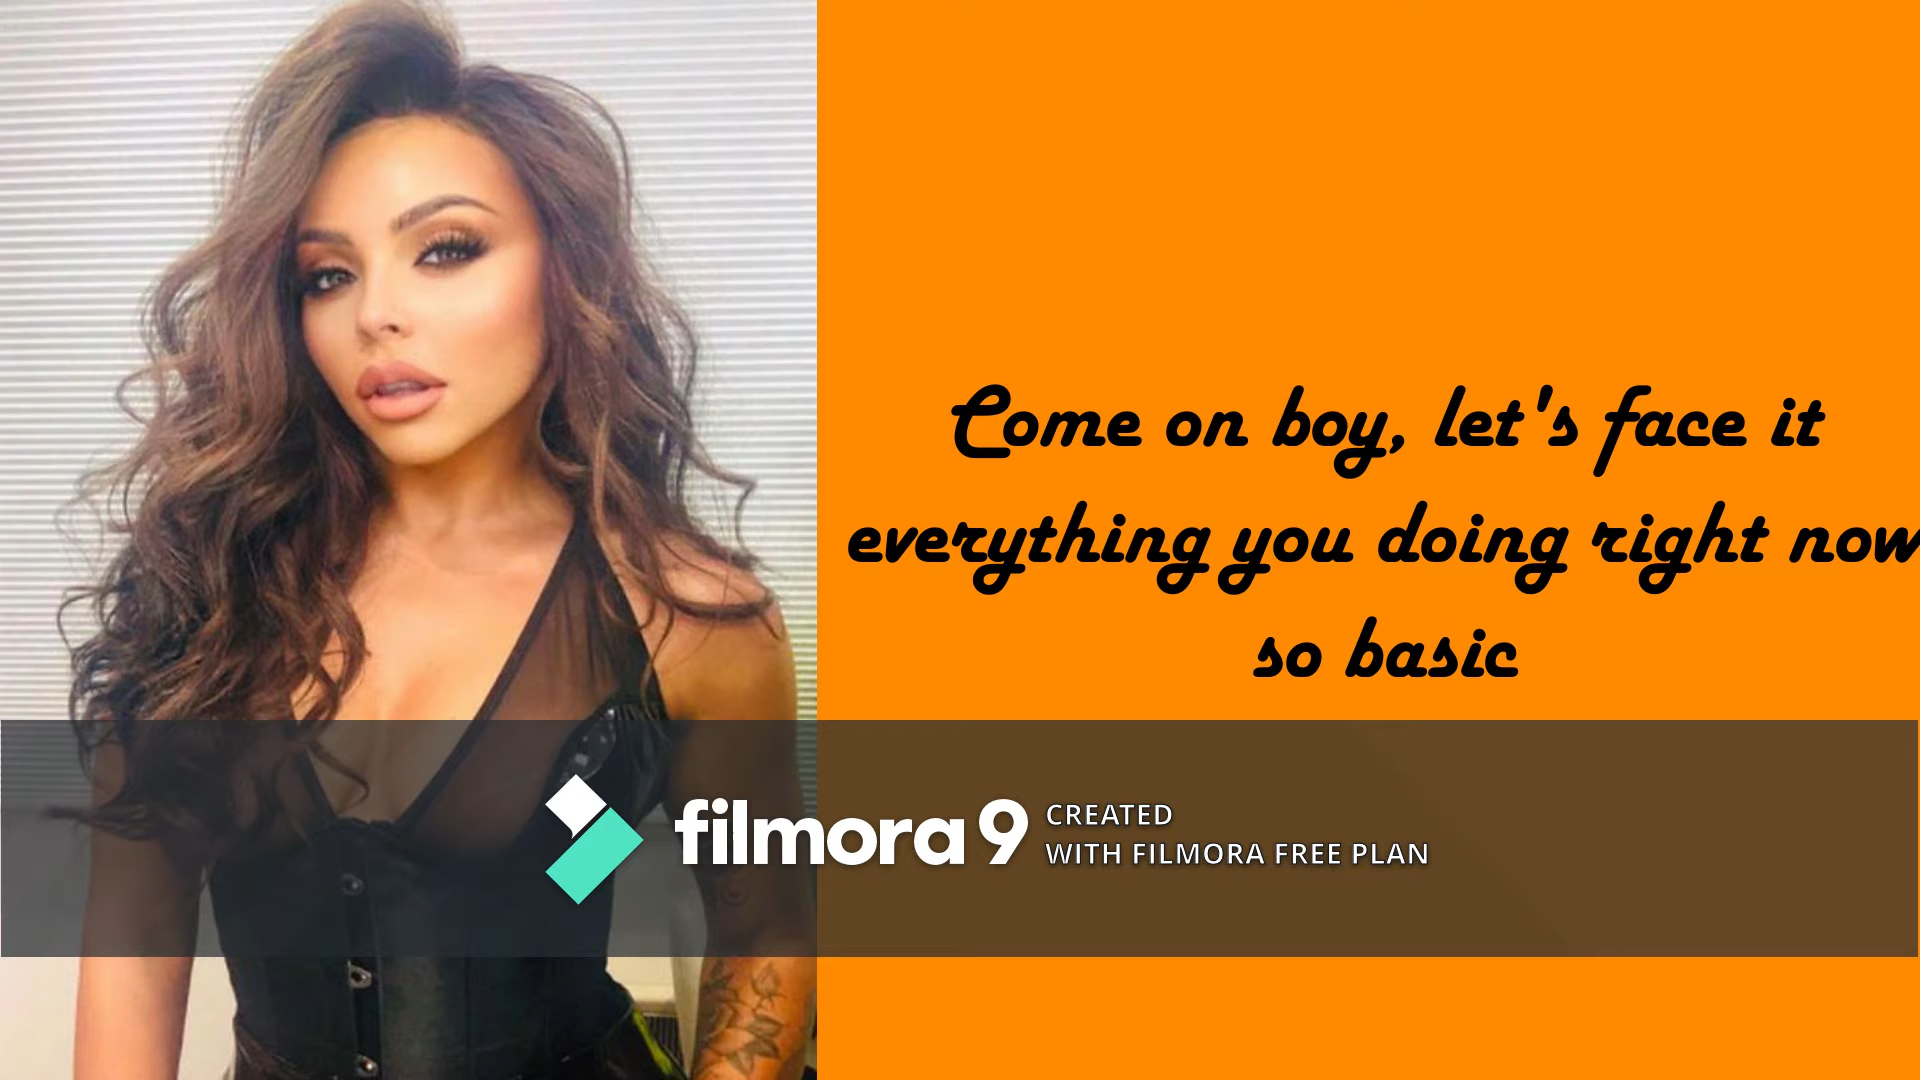 Come on boy, let's face it
everything you doing right now
so basic
filmora 9
CREATED
WITH FILMORA FREE PLAN